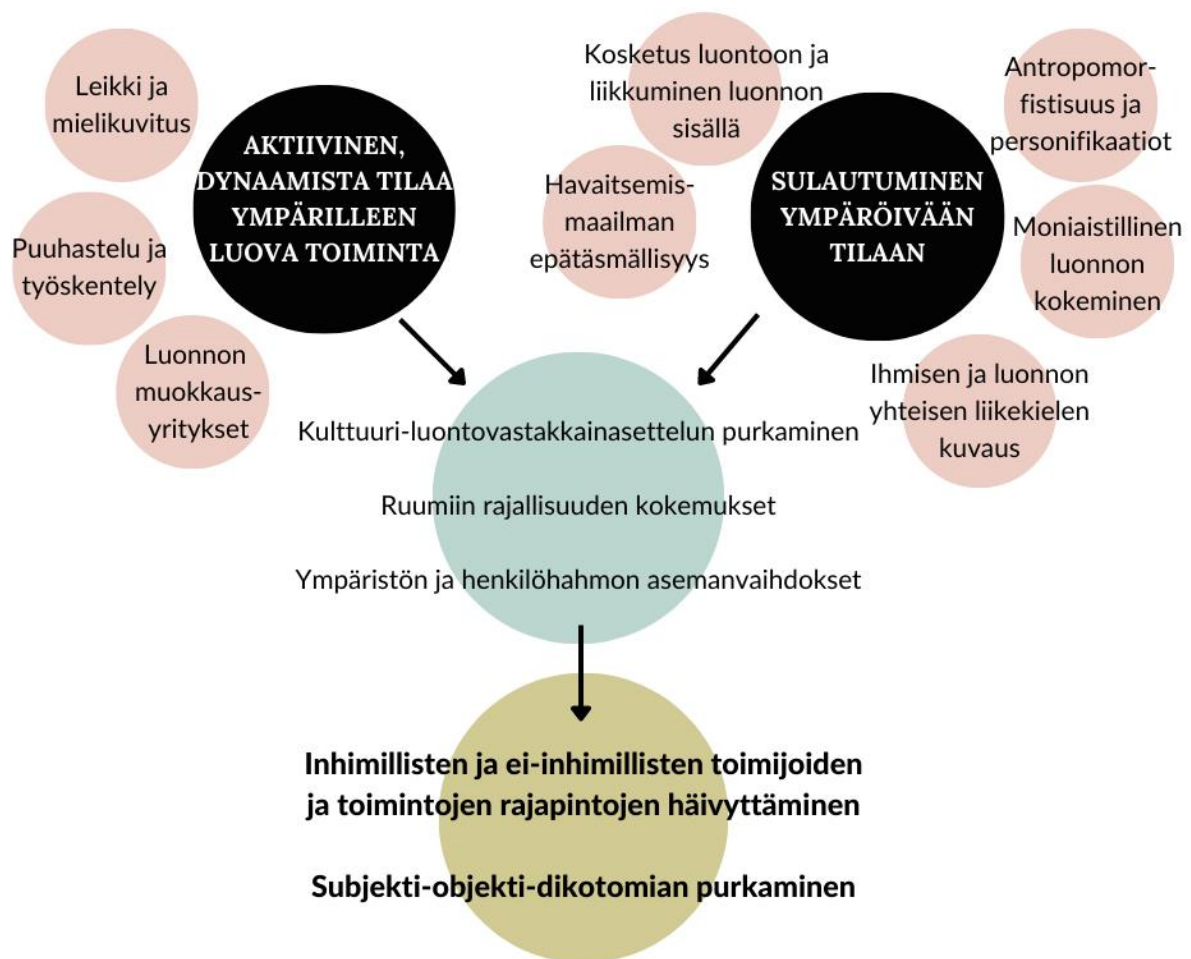 Leikki ja
mielikuvitus
AKTIIVINEN,
DYNAAMISTA TILAA
YMPÄRILLEEN
LUOVA TOIMINTA
Puuhastelu ja
työskentely
Luonnon
muokkaus-
yritykset
Kosketus luontoon ja
liikkuminen luonnon
sisällä
Antropomor-
fistisuus ja
personifikaatiot
Havaitsemis-
maailman
epätäsmällisyys
SULAUTUMINEN
YMPÄRÖIVÄÄN
TILAAN
Moniaistillinen
luonnon
kokeminen
Ihmisen ja luonnon
yhteisen liikekielen
kuvaus
Kulttuuri-luontovastakkainasettelun purkaminen
Ruumiin rajallisuuden kokemukset
Ympäristön ja henkilöhahmon asemanvaihdokset
Inhimillisten ja ei-inhimillisten toimijoiden
ja toimintojen rajapintojen häivyttäminen
Subjekti-objekti-dikotomian purkaminen